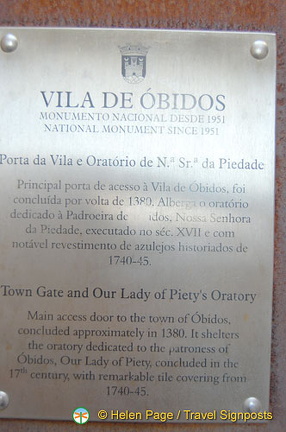 VILA DE ÓBIDOS
MONUMENTO NACIONAL DESDE 1951
NATIONAL MONUMENT SINCE 1951
Porta da Vila e Oratório de N.ª Sr.ª da Piedade
Principal porta de acesso à Vila de Óbidos, foi
concluída por volta de 1380. Alberga o oratório
dedicado à Padroeira de idos, Nossa Senhora
da Piedade, executado no séc. XVII e com
notável revestimento de azulejos historiados de
1740-45.
Town Gate and Our Lady of Piety's Oratory
Main access door to the town of Óbidos,
concluded approximately in 1380. It shelters
the oratory dedicated to the patroness of
Óbidos, Our Lady of Piety, concluded in the
17th century, with remarkable tile covering from
1740-45.
© Helen Page / Travel Signposts